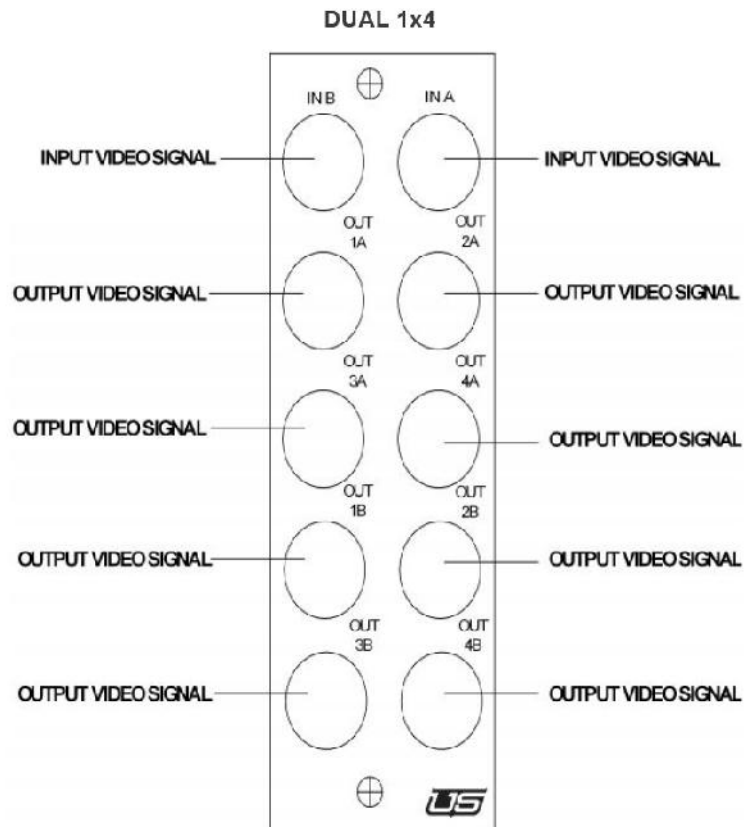 DUAL 1x4
IN B
IN A
INPUT VIDEO SIGNAL
INPUT VIDEO SIGNAL
OUT
1A
OUT
2A
OUTPUT VIDEO SIGNAL
OUTPUT VIDEO SIGNAL
OUT
3A
OUT
4A
OUTPUT VIDEO SIGNAL
OUTPUT VIDEO SIGNAL
OUT
1B
OUT
2B
OUTPUT VIDEO SIGNAL
OUTPUT VIDEO SIGNAL
OUT
3B
OUT
4B
OUTPUT VIDEO SIGNAL
OUTPUT VIDEO SIGNAL
US